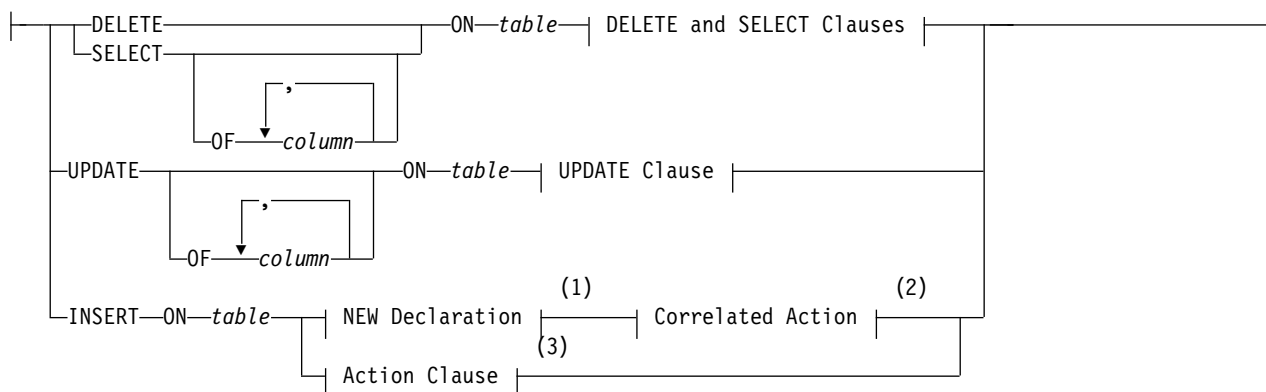 DELETE ON table DELETE and SELECT Clauses
SELECT
,
OF column
UPDATE ON table UPDATE Clause
,
OF column
(1) (2)
INSERT ON table NEW Declaration Correlated Action
(3)
Action Clause